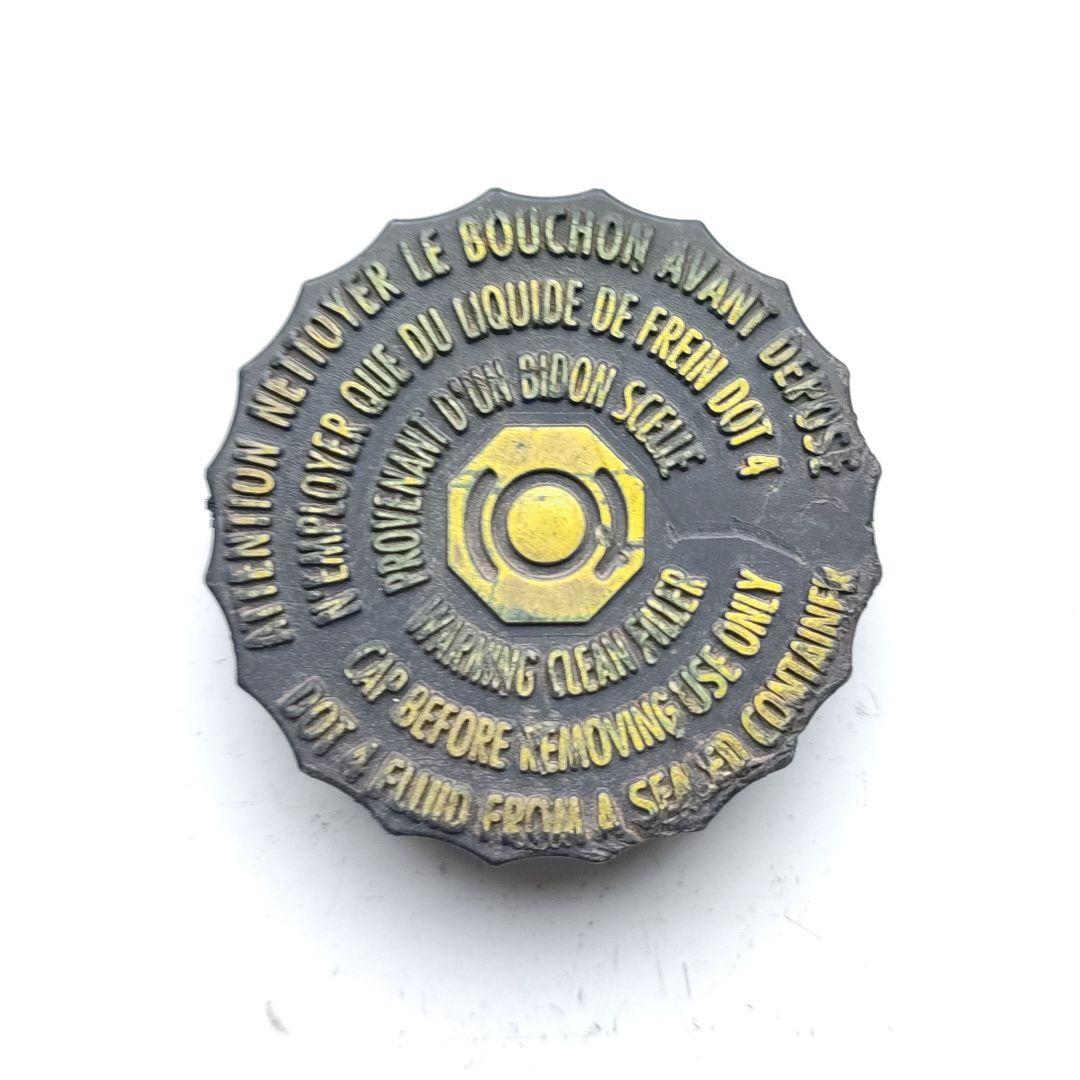 ATTENTION NETTOYER LE BOUCHON AVANT DEPOSE
N'EMPLOYER QUE DU LIQUIDE DE FREIN DOT 4
PROVENANT D'UN BIDON SCELLE
WARNING CLEAN FILLER
CAP BEFORE REMOVING USE ONLY
DOT 4 FLUID FROM A SEALED CONTAINER